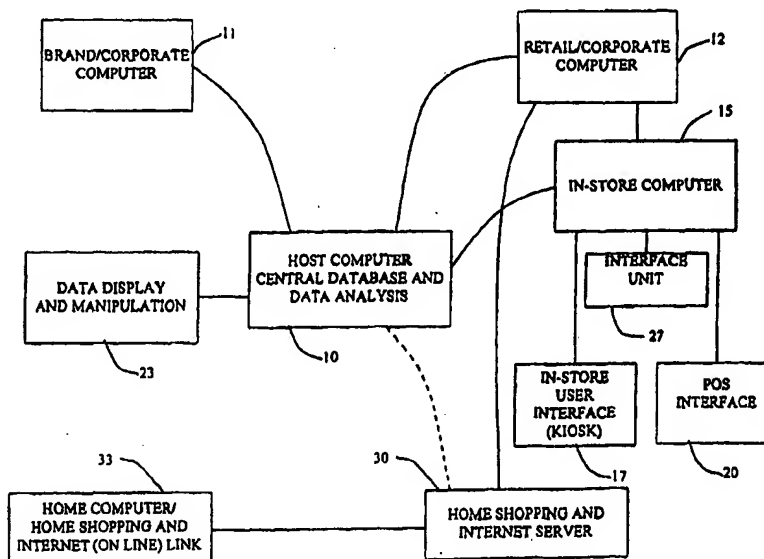 11
BRAND/CORPORATE
COMPUTER
RETAIL/CORPORATE
COMPUTER
12
15
IN-STORE COMPUTER
HOST COMPUTER
CENTRAL DATABASE AND
DATA ANALYSIS
10
INTERFACE
UNIT
27
DATA DISPLAY
AND MANIPULATION
23
IN-STORE
USER
INTERFACE
(KIOSK)
17
POS
INTERFACE
20
33
HOME COMPUTER/
HOME SHOPPING AND
INTERNET (ON LINE) LINK
30
HOME SHOPPING AND
INTERNET SERVER